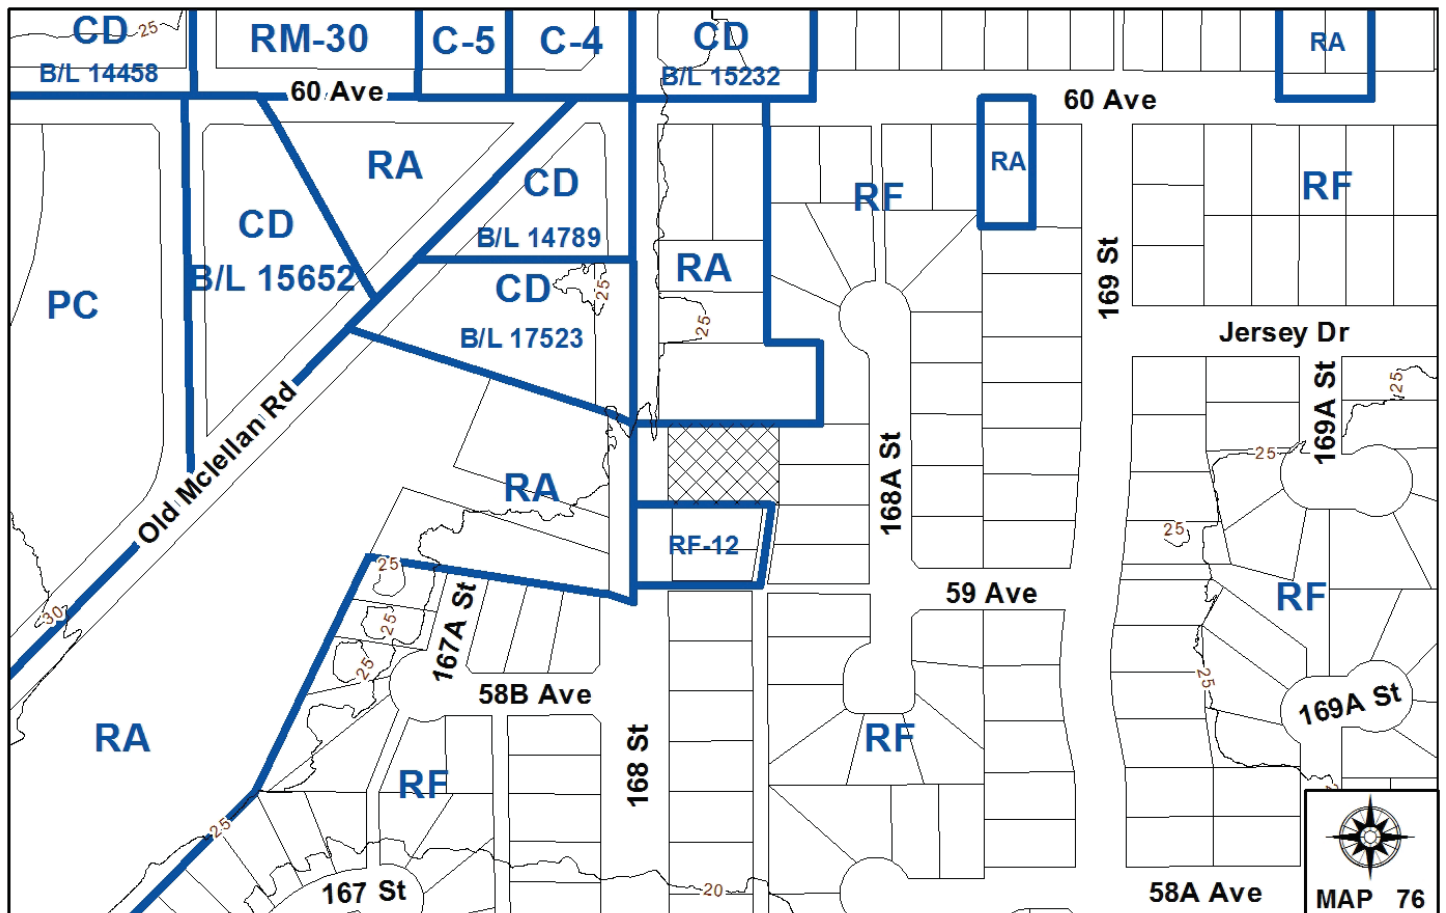 CD
25
RM-30
C-5
C-4
CD
RA
B/L 14458
B/L 15232
60 Ave
60 Ave
RA
CD
RA
RF
RF
CD
B/L 14789
B/L 15652
RA
CD
25
169 St
PC
25
B/L 17523
Jersey Dr
Old Mclellan Rd
169A St
25
168A St
25
RA
25
RF-12
25
59 Ave
RF
30
25
167A St
25
25
58B Ave
169A St
RA
168 St
RF
RF
25
20
167 St
58A Ave
MAP 76